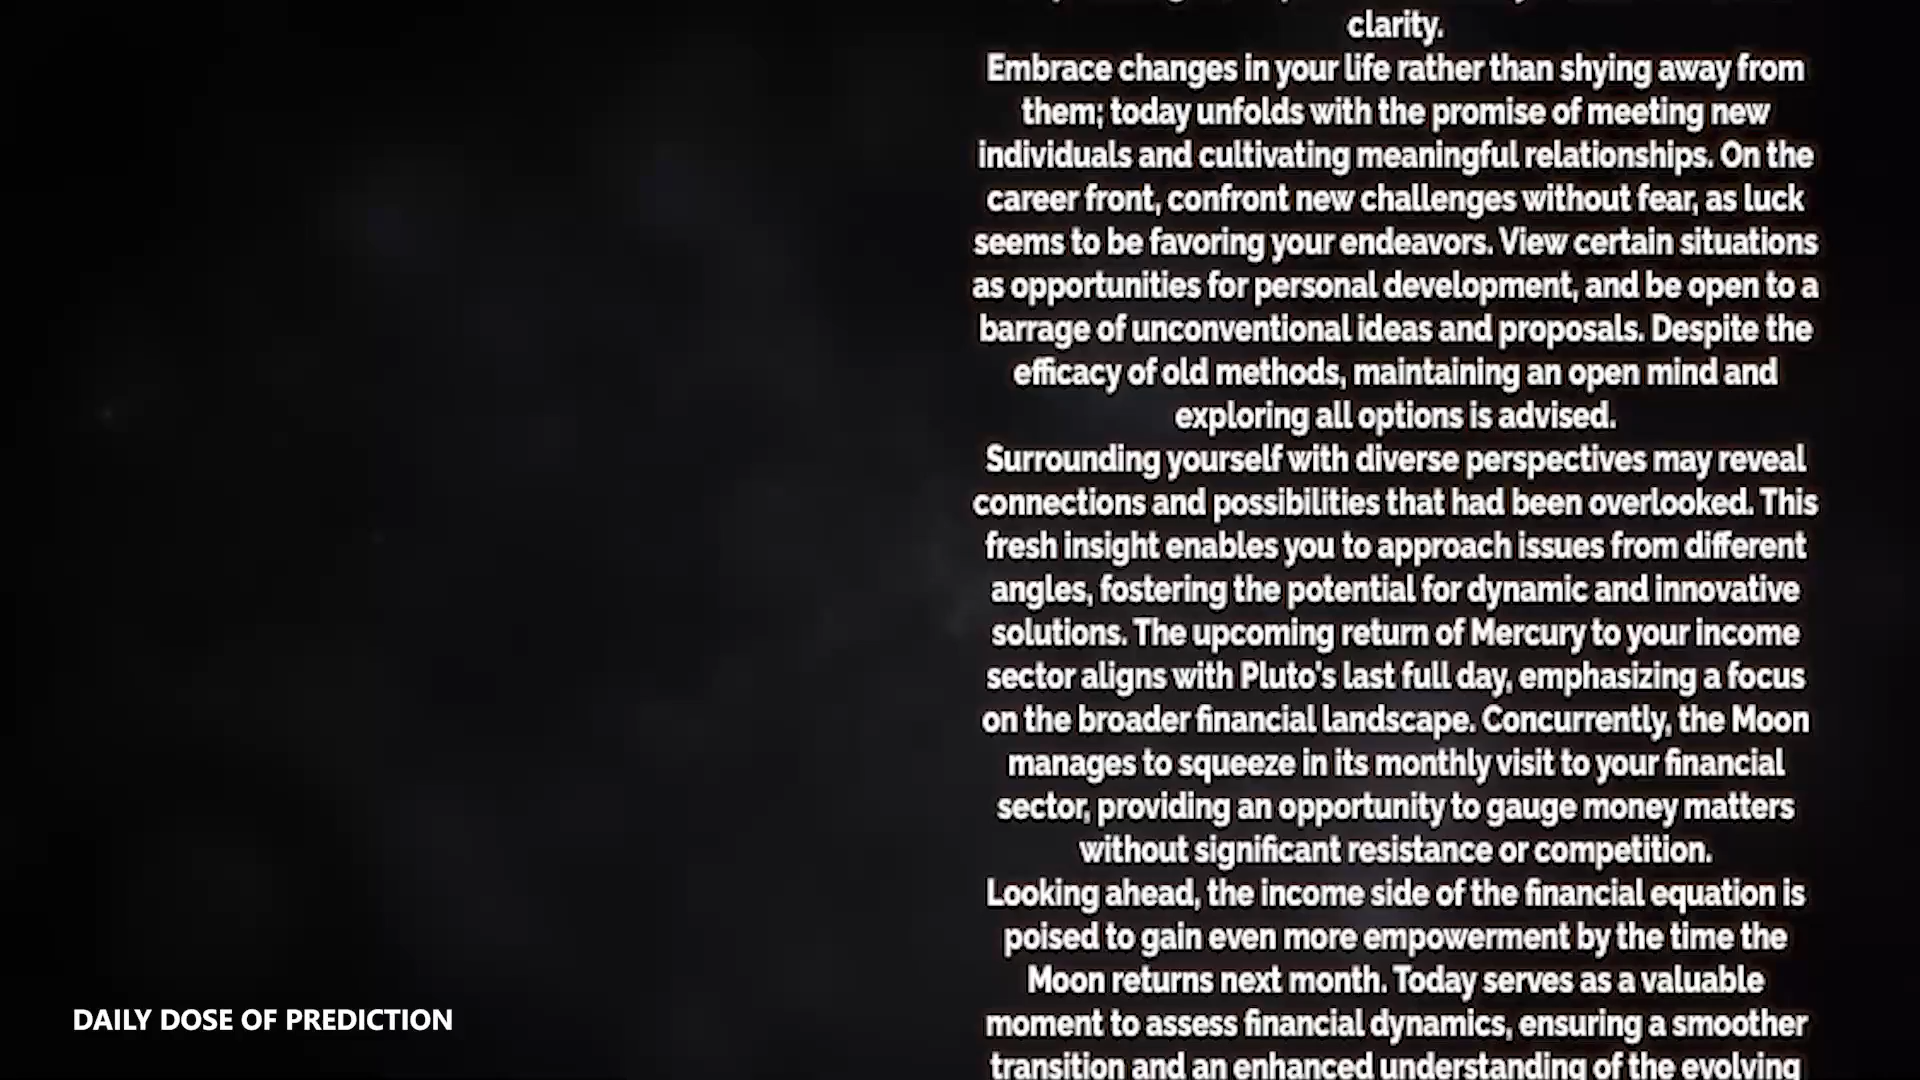 clarity.
Embrace changes in your life rather than shying away from
them; today unfolds with the promise of meeting new
individuals and cultivating meaningful relationships. On the
career front, confront new challenges without fear, as luck
seems to be favoring your endeavors. View certain situations
as opportunities for personal development, and be open to a
barrage of unconventional ideas and proposals. Despite the
efficacy of old methods, maintaining an open mind and
exploring all options is advised.
Surrounding yourself with diverse perspectives may reveal
connections and possibilities that had been overlooked. This
fresh insight enables you to approach issues from different
angles, fostering the potential for dynamic and innovative
solutions. The upcoming return of Mercury to your income
sector aligns with Pluto's last full day, emphasizing a focus
on the broader financial landscape. Concurrently, the Moon
manages to squeeze in its monthly visit to your financial
sector, providing an opportunity to gauge money matters
without significant resistance or competition.
Looking ahead, the income side of the financial equation is
poised to gain even more empowerment by the time the
Moon returns next month. Today serves as a valuable
moment to assess financial dynamics, ensuring a smoother
transition and an enhanced understanding of the evolving
DAILY DOSE OF PREDICTION